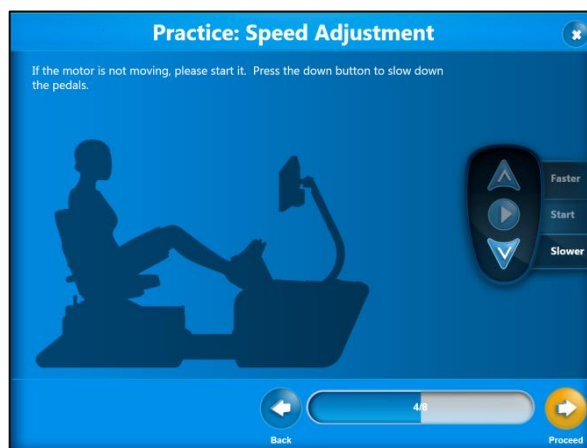 Practice: Speed Adjustment
If the motor is not moving, please start it. Press the down button to slow down
the pedals.
Faster
Start
Slower
4/8
Back
Proceed